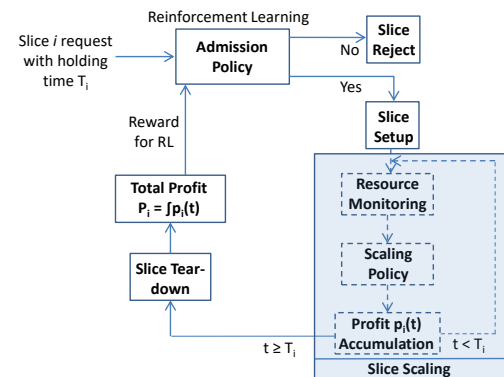 Reinforcement Learning
Slice i request
with holding
time Ti
Admission
Policy
No
Slice
Reject
Yes
Slice
Setup
Reward
for RL
Resource
Monitoring
Total Profit
Pi = ∫pi(t)
Scaling
Policy
Slice Tear-
down
Profit pi(t)
Accumulation
t ≥ Ti
t < Ti
Slice Scaling